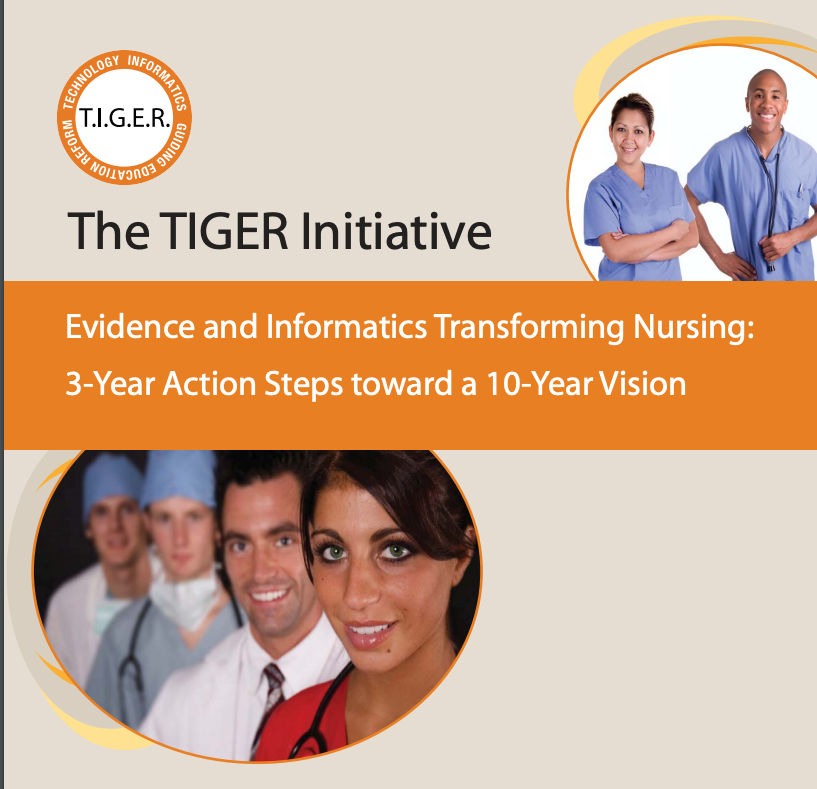 TECHNOLOGY INFORMATICS GUIDING EDUCATION REFORM
T.I.G.E.R.
The TIGER Initiative
Evidence and Informatics Transforming Nursing:
3-Year Action Steps toward a 10-Year Vision